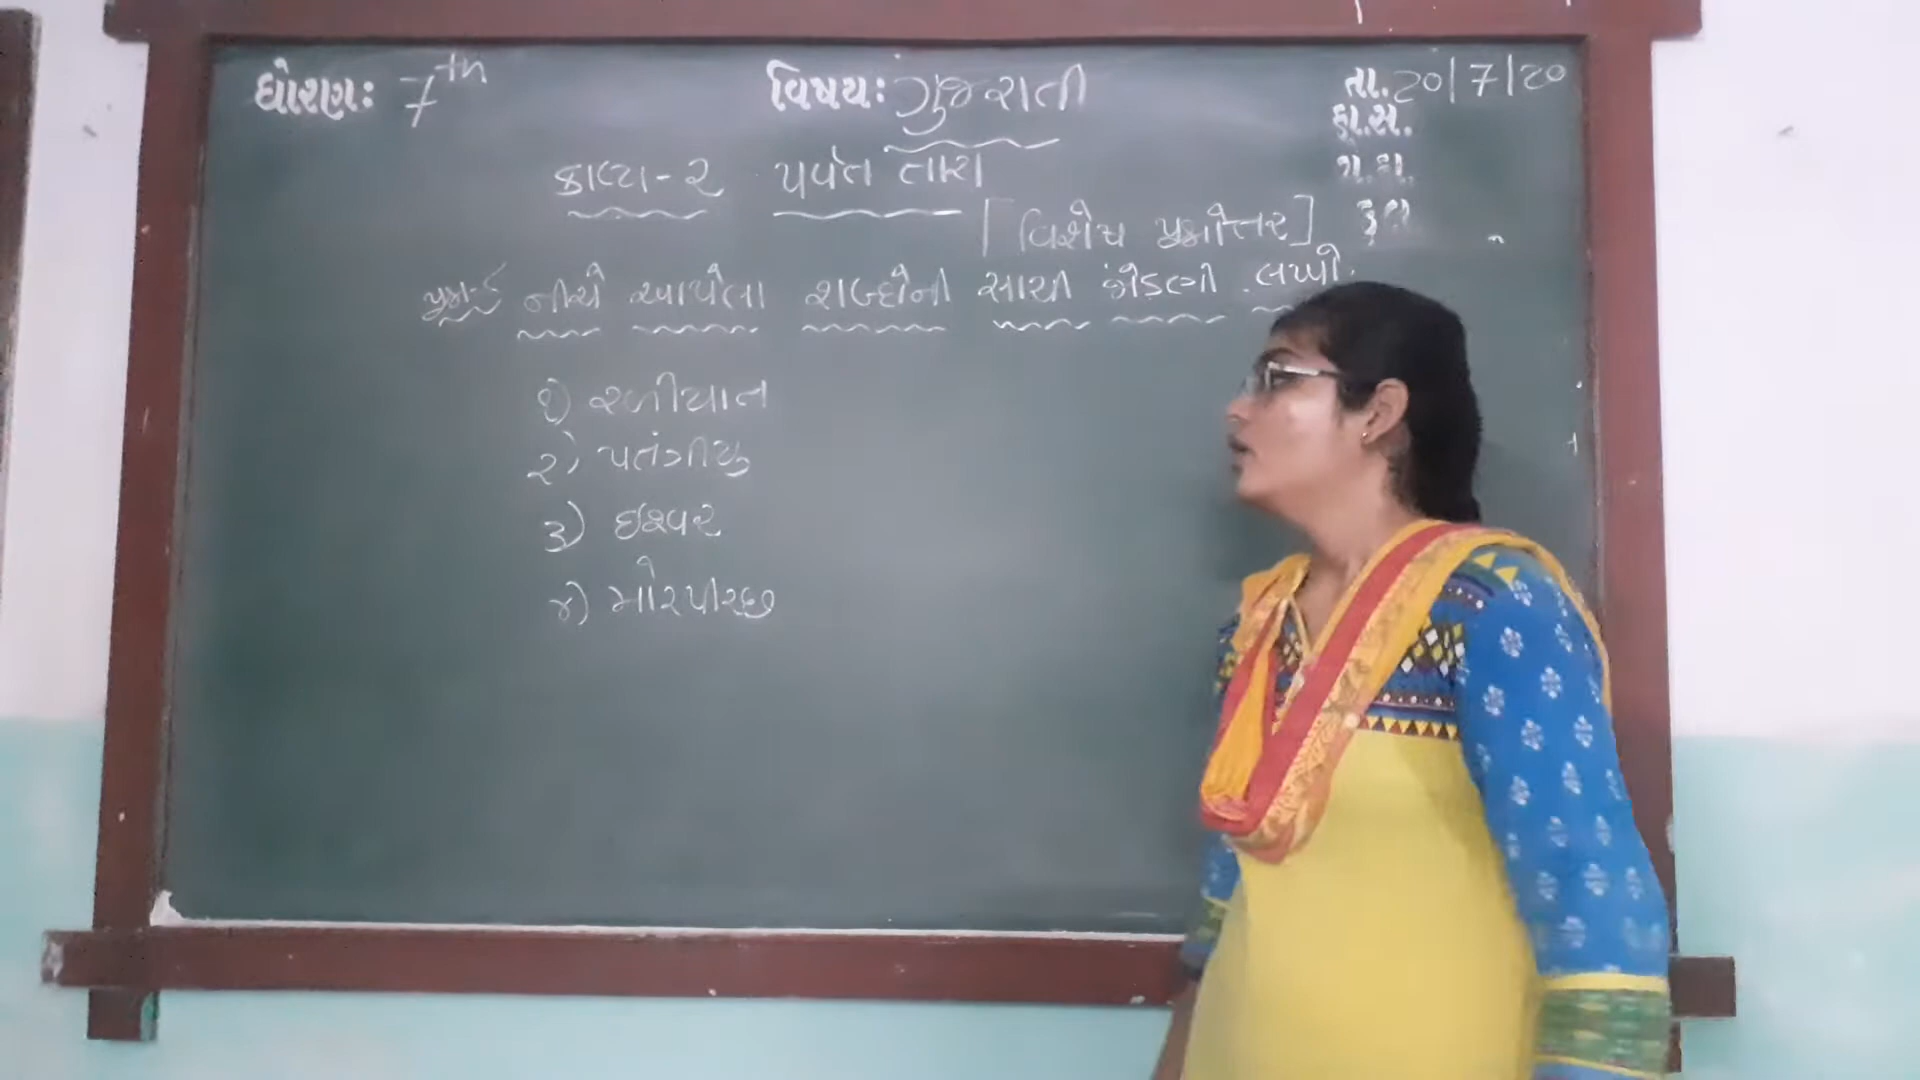 ધોરણ: 7th વિષય: ગુજરાતી તા. 20/7/20
ફા.સ.
ગે.હા.
કુલ
કાવ્ય-૨ પર્વત તારા
[વિશેષ પ્રશ્નોત્તર]
પ્રશ્ન-૬ નીચે આપેલા શબ્દોની સાચી જોડણી લખો.
૧) રળીયાત
૨) પતંગીયુ
૩) ઇશ્વર
૪) મોરપીચ્છ